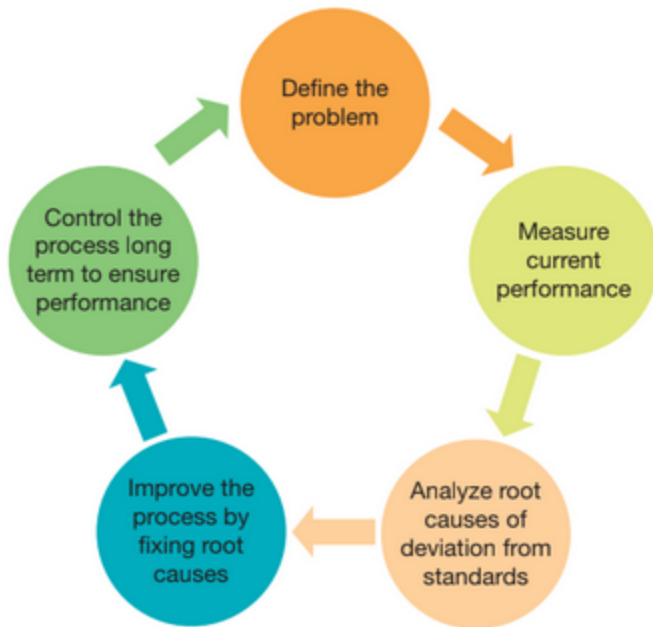 Define the
problem
Measure
current
performance
Analyze root
causes of
deviation from
standards
Improve the
process by
fixing root
causes
Control the
process long
term to ensure
performance